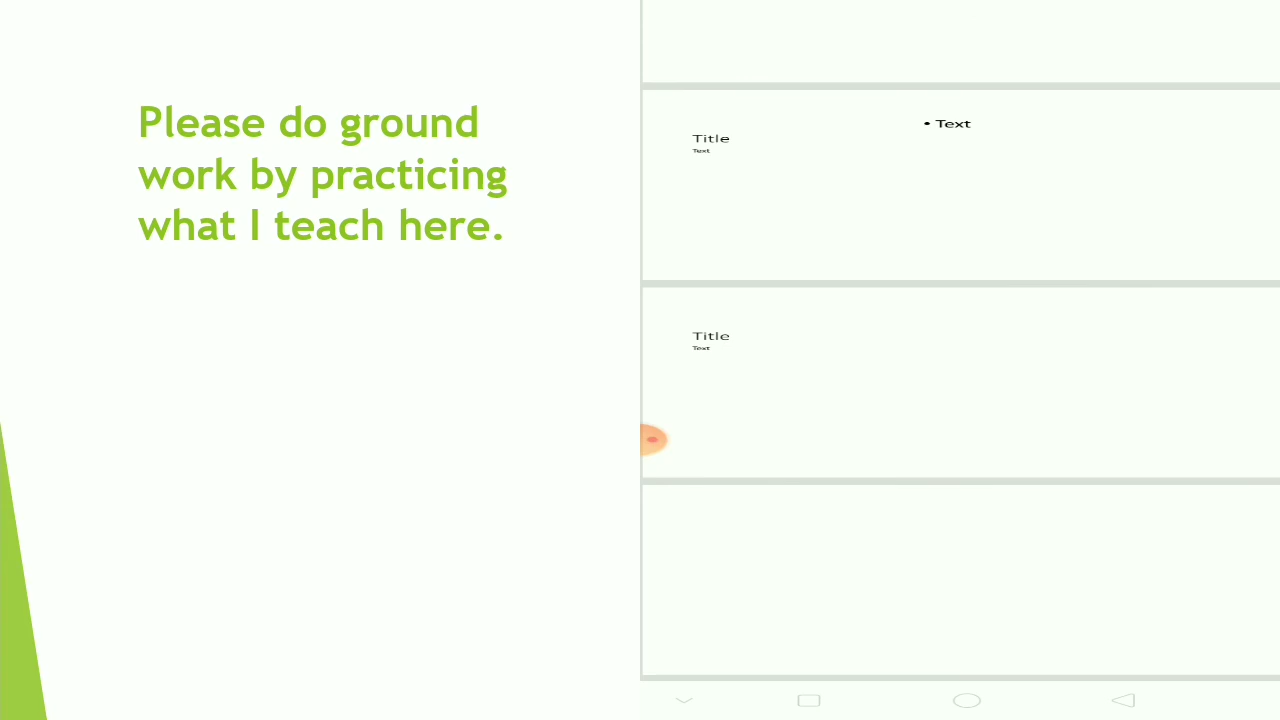 Please do ground
work by practicing
what I teach here.
• Text
Title
Text
Title
Text